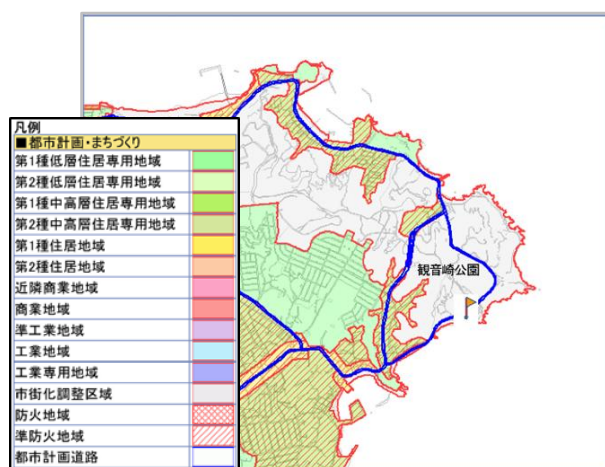 凡例
■都市計画・まちづくり
第1種低層住居専用地域
第2種低層住居専用地域
第1種中高層住居専用地域
第2種中高層住居専用地域
第1種住居地域
第2種住居地域
近隣商業地域
商業地域
準工業地域
工業地域
工業専用地域
市街化調整区域
防火地域
準防火地域
都市計画道路
観音崎公園